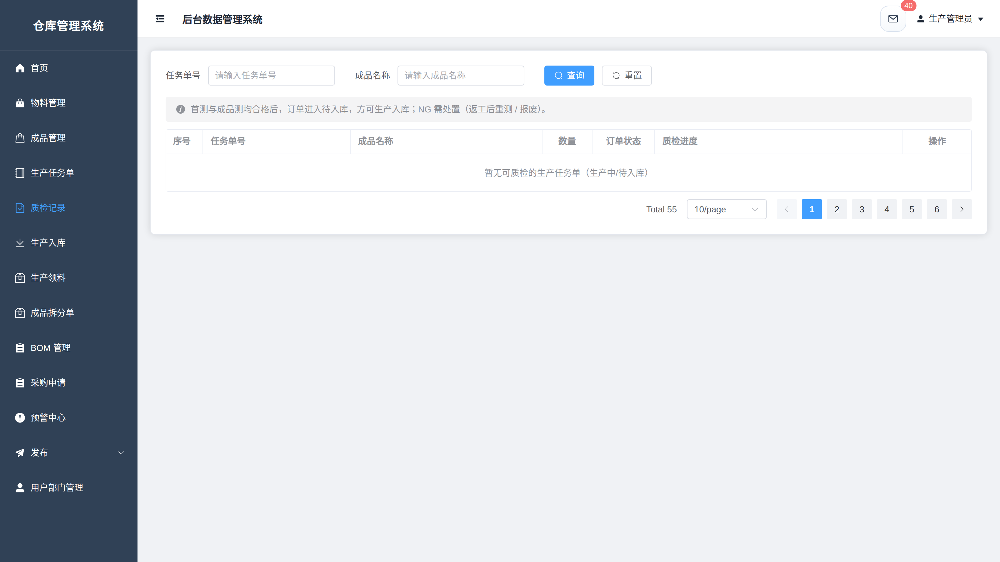 仓库管理系统
首页
物料管理
成品管理
生产任务单
质检记录
生产入库
生产领料
成品拆分单
BOM 管理
采购申请
预警中心
发布
用户部门管理
后台数据管理系统
40
生产管理员
任务单号 请输入任务单号 成品名称 请输入成品名称 查询 重置
首测与成品测均合格后，订单进入待入库，方可生产入库；NG 需处置（返工后重测 / 报废）。
序号 任务单号 成品名称 数量 订单状态 质检进度 操作
暂无可质检的生产任务单（生产中/待入库）
Total 55 10/page 1 2 3 4 5 6